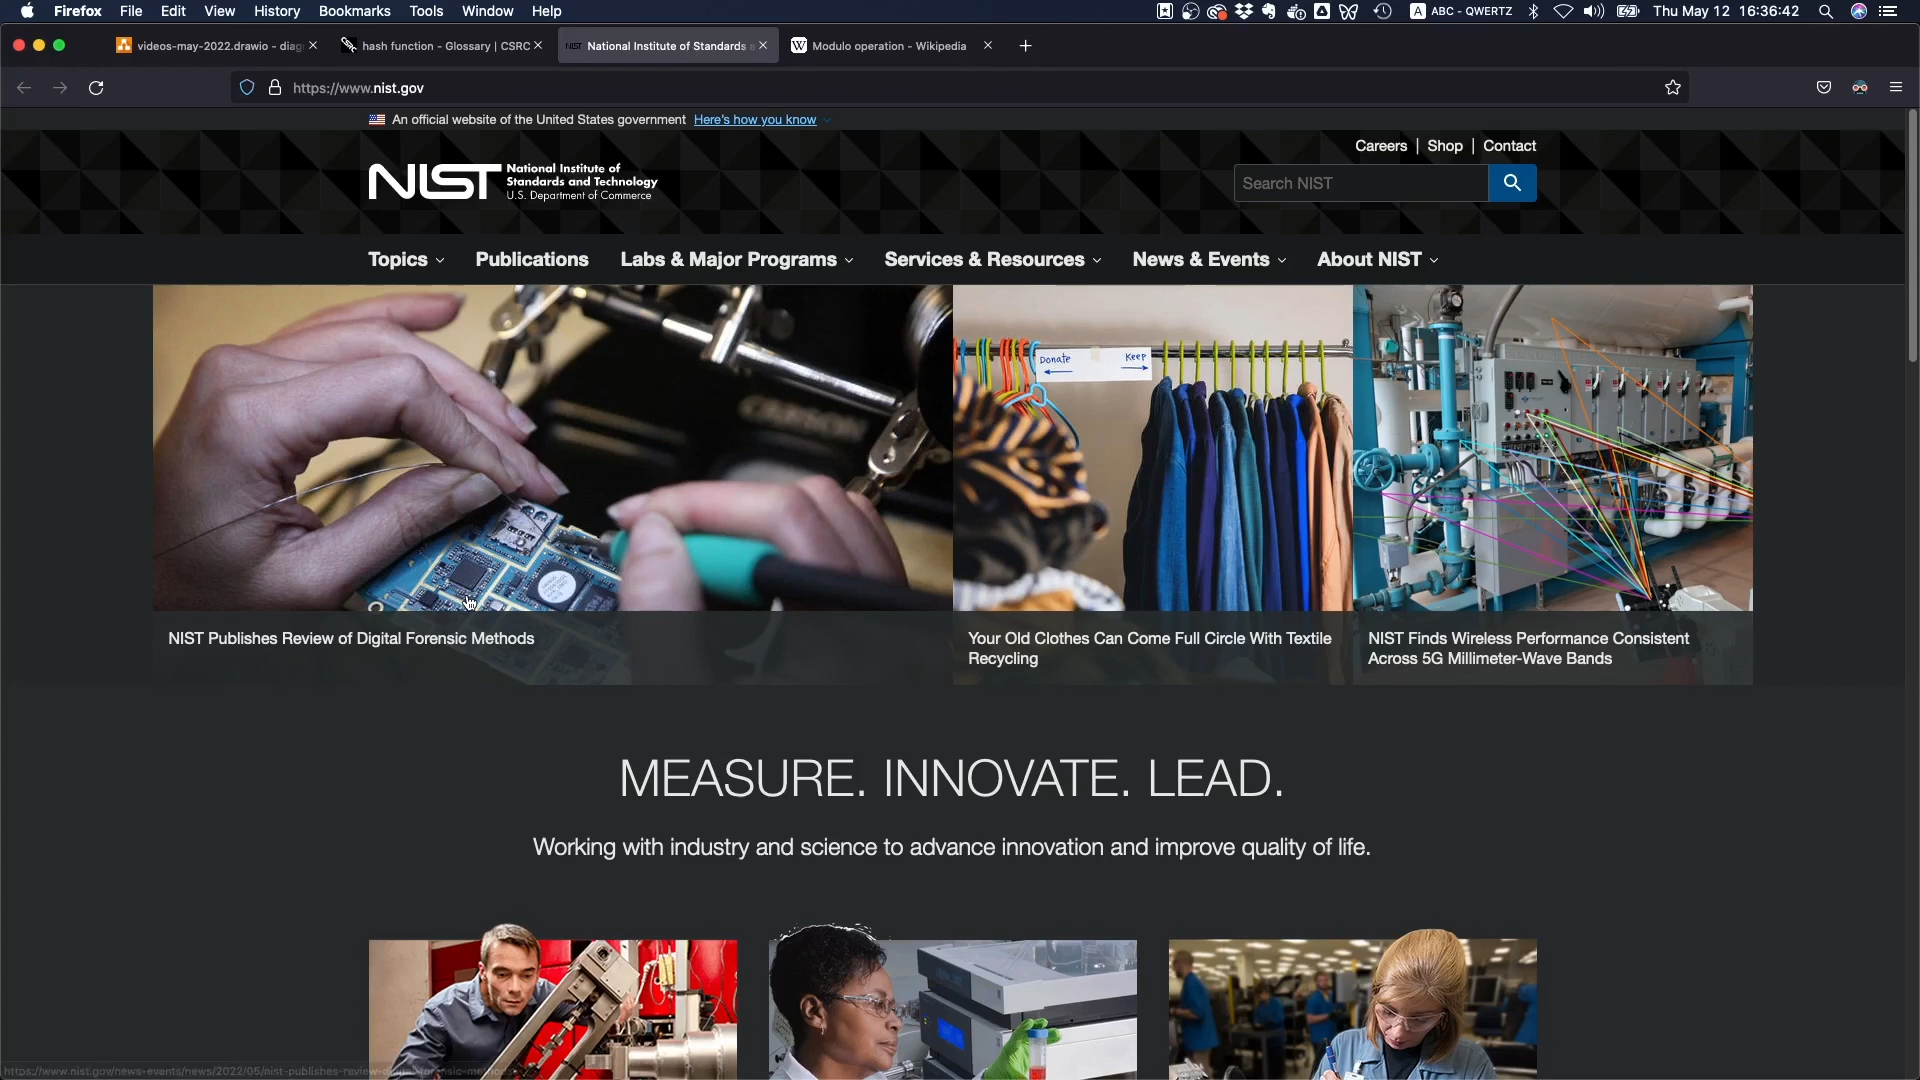 Firefox File Edit View History Bookmarks Tools Window Help
ABC - QWERTZ Thu May 12 16:36:42
videos-may-2022.drawio - diag
hash function - Glossary | CSRC
National Institute of Standards
Modulo operation - Wikipedia
https://www.nist.gov
An official website of the United States government Here's how you know
Careers | Shop | Contact
NIST National Institute of
Standards and Technology
U.S. Department of Commerce
Search NIST
Topics Publications Labs & Major Programs Services & Resources News & Events About NIST
Donate Keep
NIST Publishes Review of Digital Forensic Methods
Your Old Clothes Can Come Full Circle With Textile
Recycling
NIST Finds Wireless Performance Consistent
Across 5G Millimeter-Wave Bands
MEASURE. INNOVATE. LEAD.
Working with industry and science to advance innovation and improve quality of life.